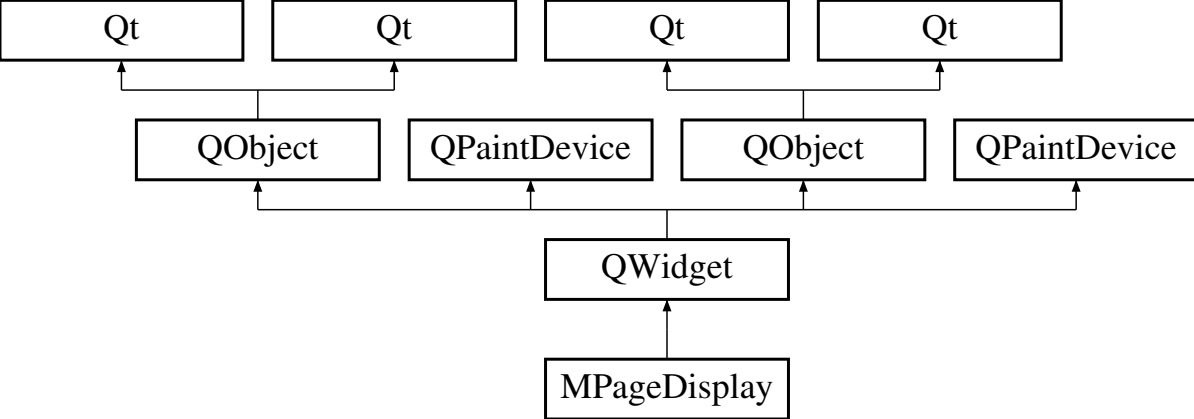 Qt Qt Qt Qt
QObject QPaintDevice QObject QPaintDevice
QWidget
MPageDisplay